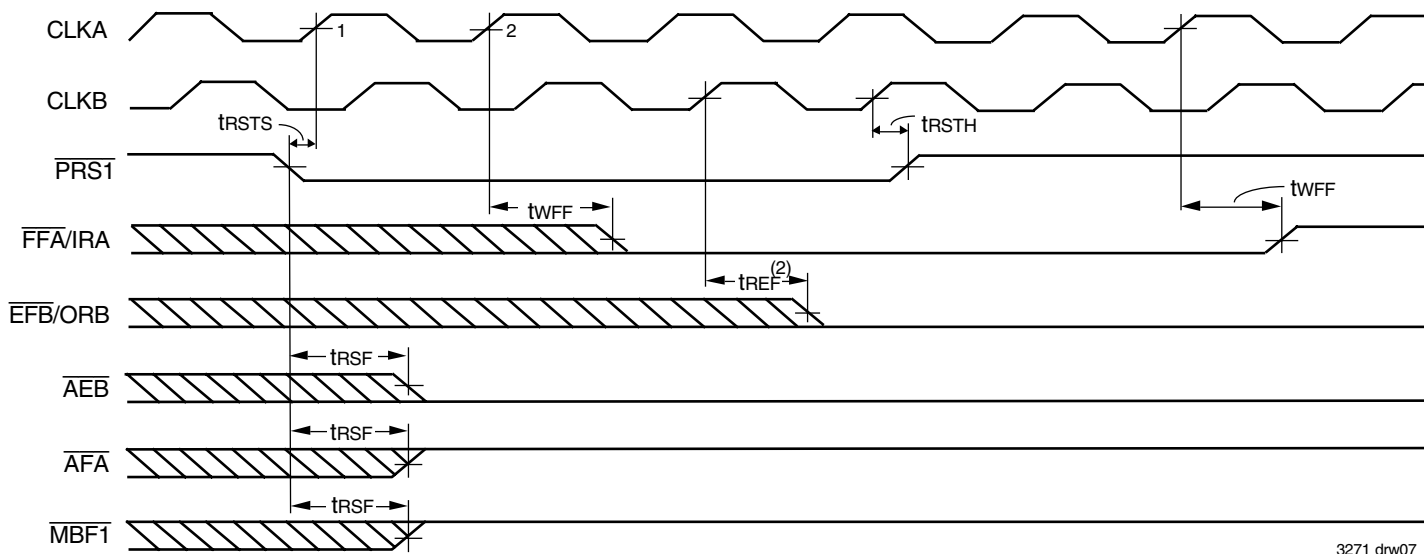 CLKA
1
2
CLKB
tRSTS
tRSTH
PRS1
tWFF
tWFF
FFA/IRA
tREF(2)
EFB/ORB
tRSF
AEB
tRSF
AFA
tRSF
MBF1
3271 drw07